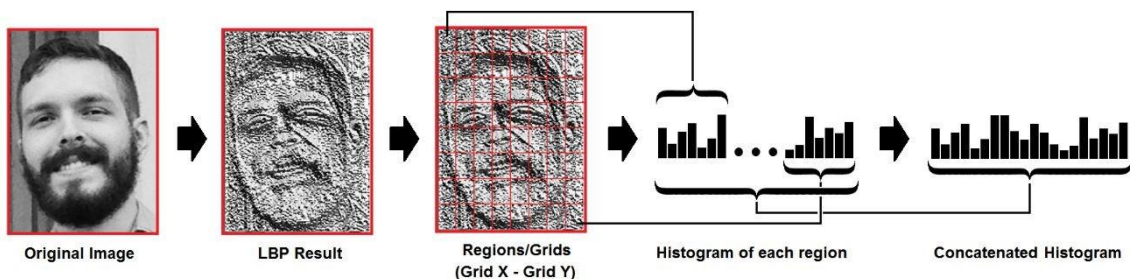 Original Image
LBP Result
Regions/Grids
(Grid X - Grid Y)
Histogram of each region
Concatenated Histogram